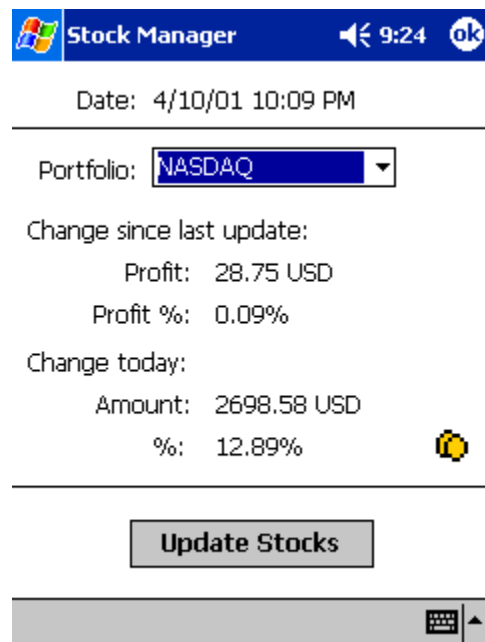 Stock Manager 9:24 ok
Date: 4/10/01 10:09 PM
Portfolio: NASDAQ
Change since last update:
Profit: 28.75 USD
Profit %: 0.09%
Change today:
Amount: 2698.58 USD
%: 12.89%
Update Stocks